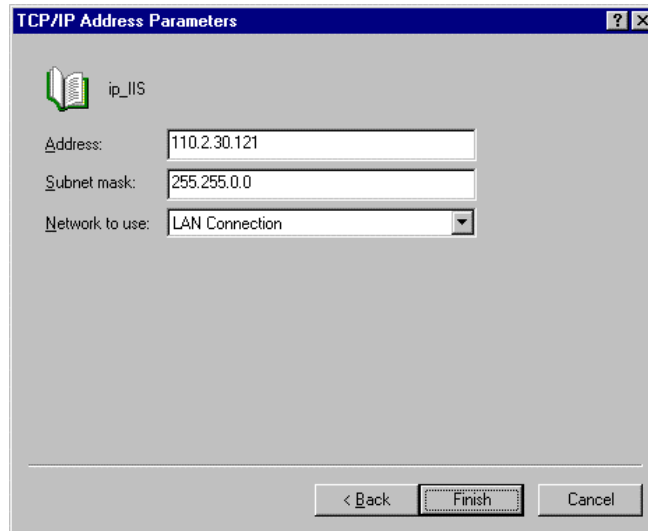 TCP/IP Address Parameters
ip_IIS
Address: 110.2.30.121
Subnet mask: 255.255.0.0
Network to use: LAN Connection
< Back Finish Cancel